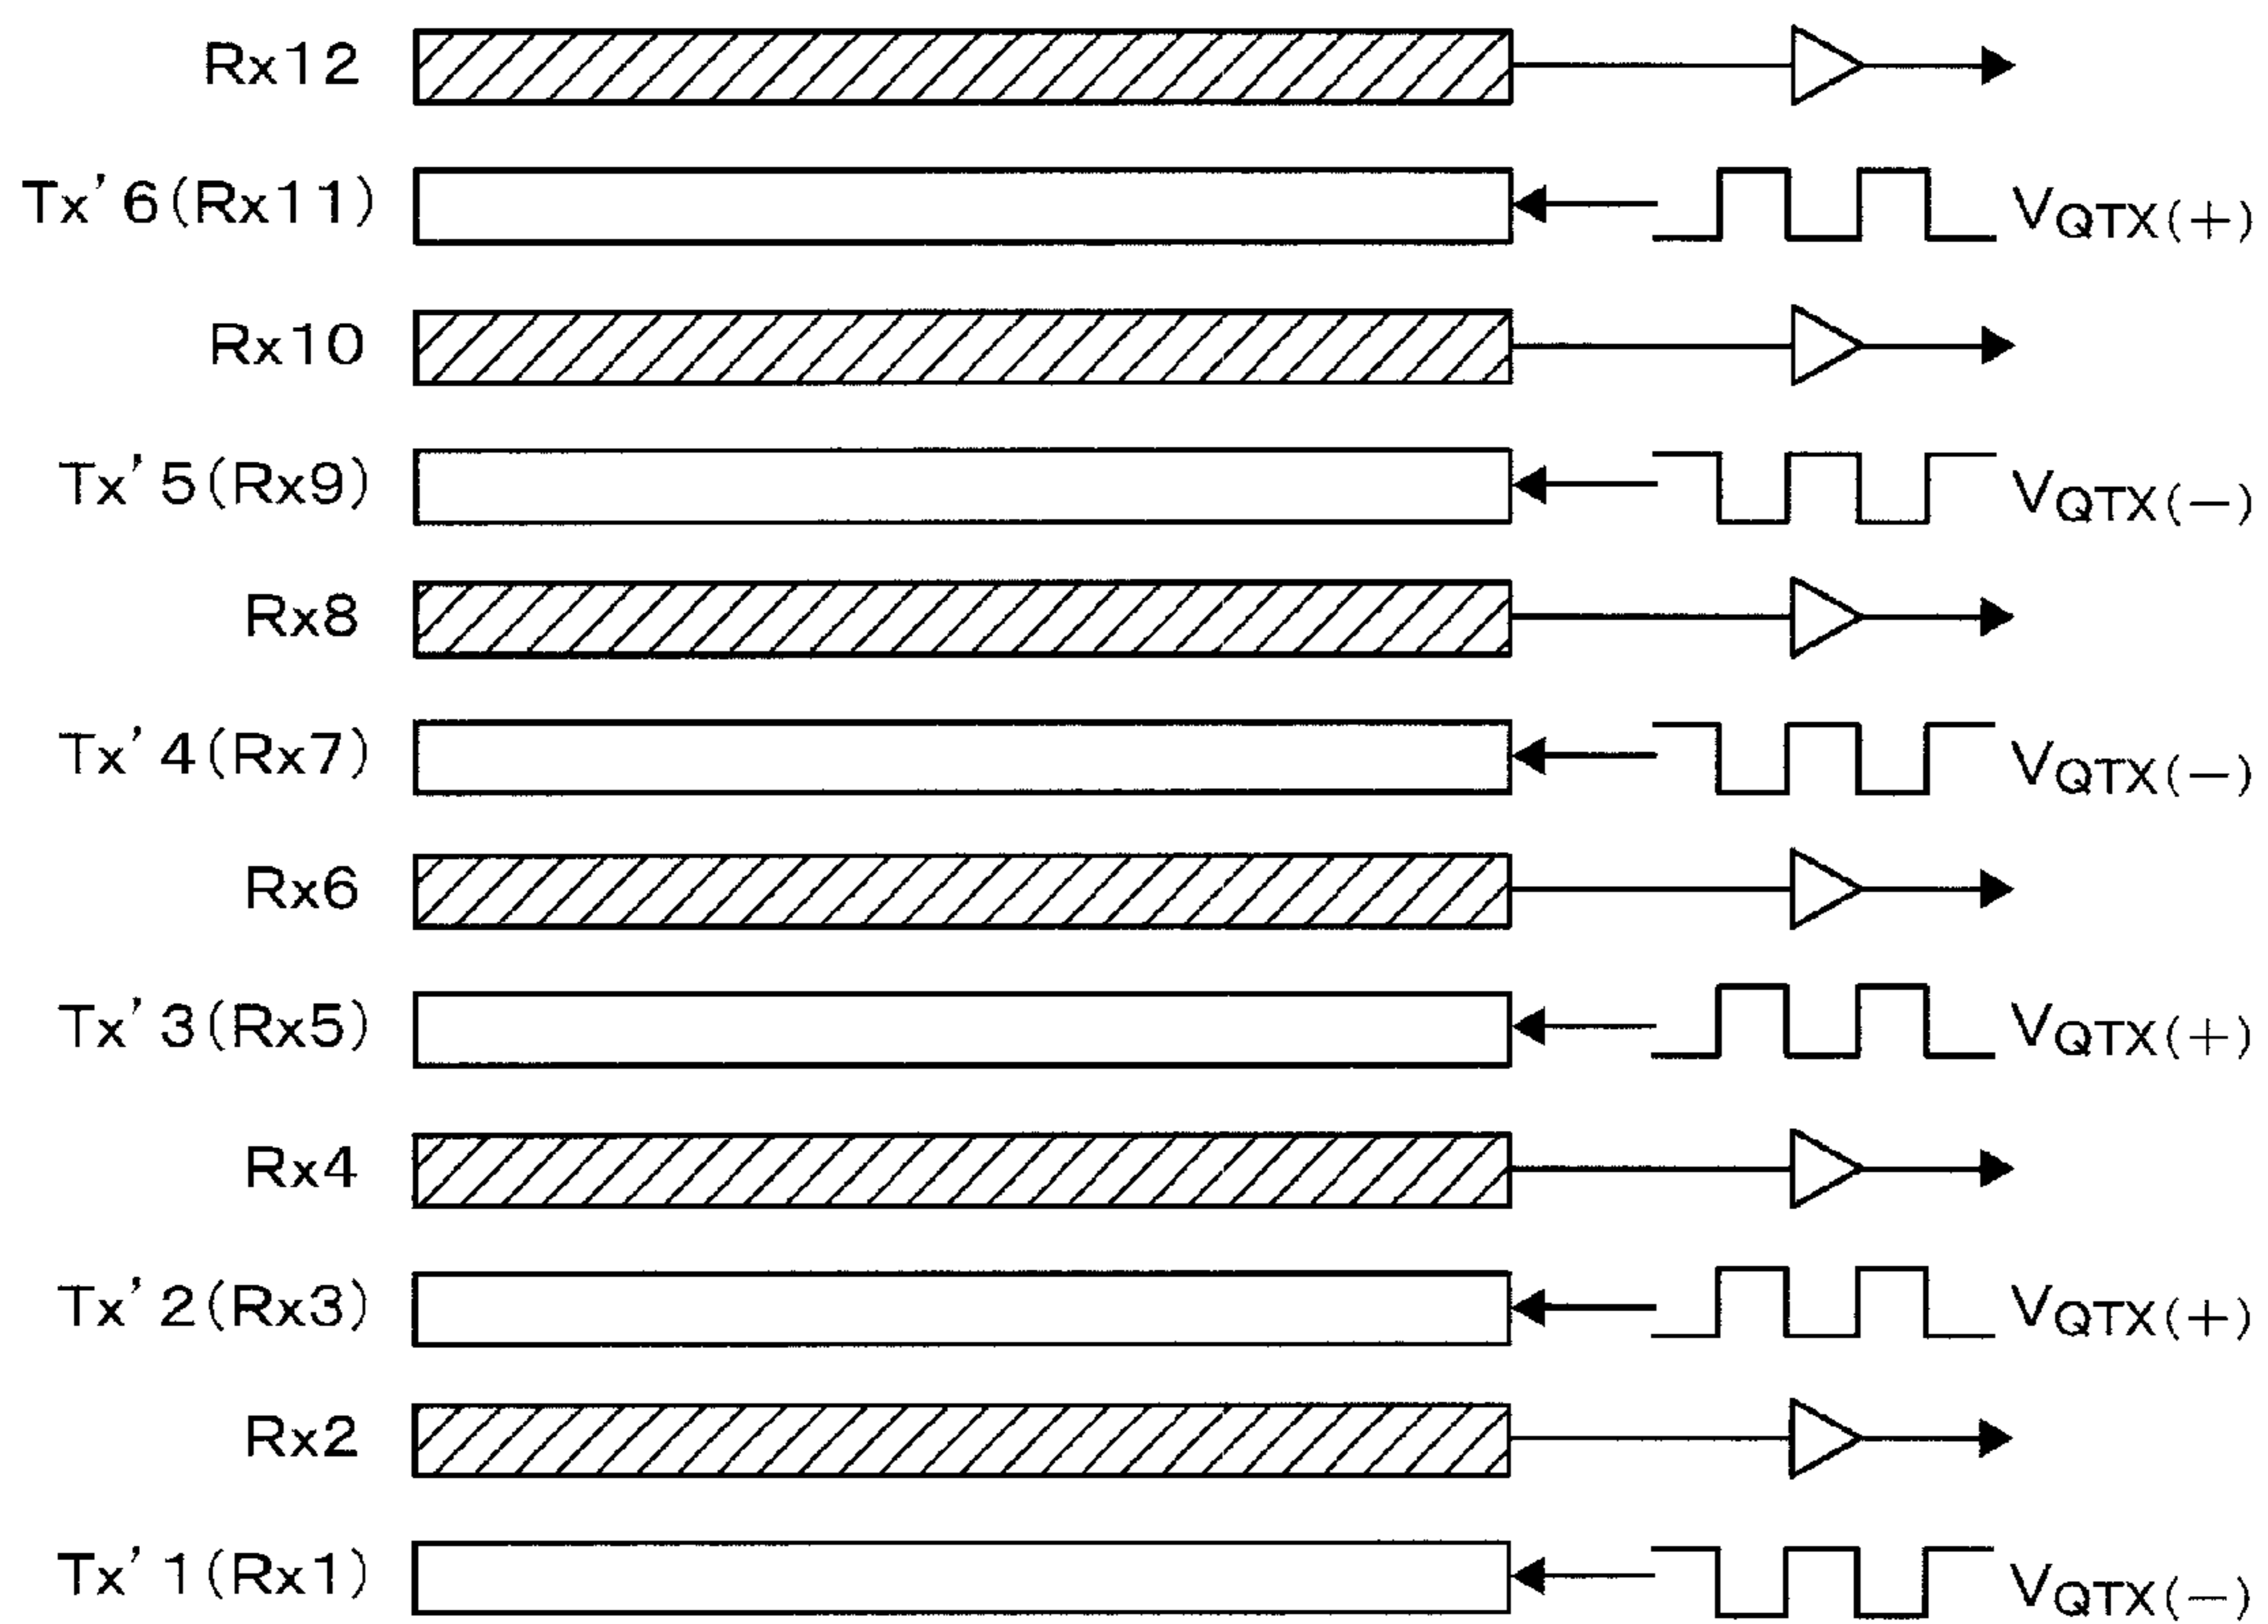 Rx12
Tx'6(Rx11) VQTX(+)
Rx10
Tx'5(Rx9) VQTX(−)
Rx8
Tx'4(Rx7) VQTX(−)
Rx6
Tx'3(Rx5) VQTX(+)
Rx4
Tx'2(Rx3) VQTX(+)
Rx2
Tx'1(Rx1) VQTX(−)